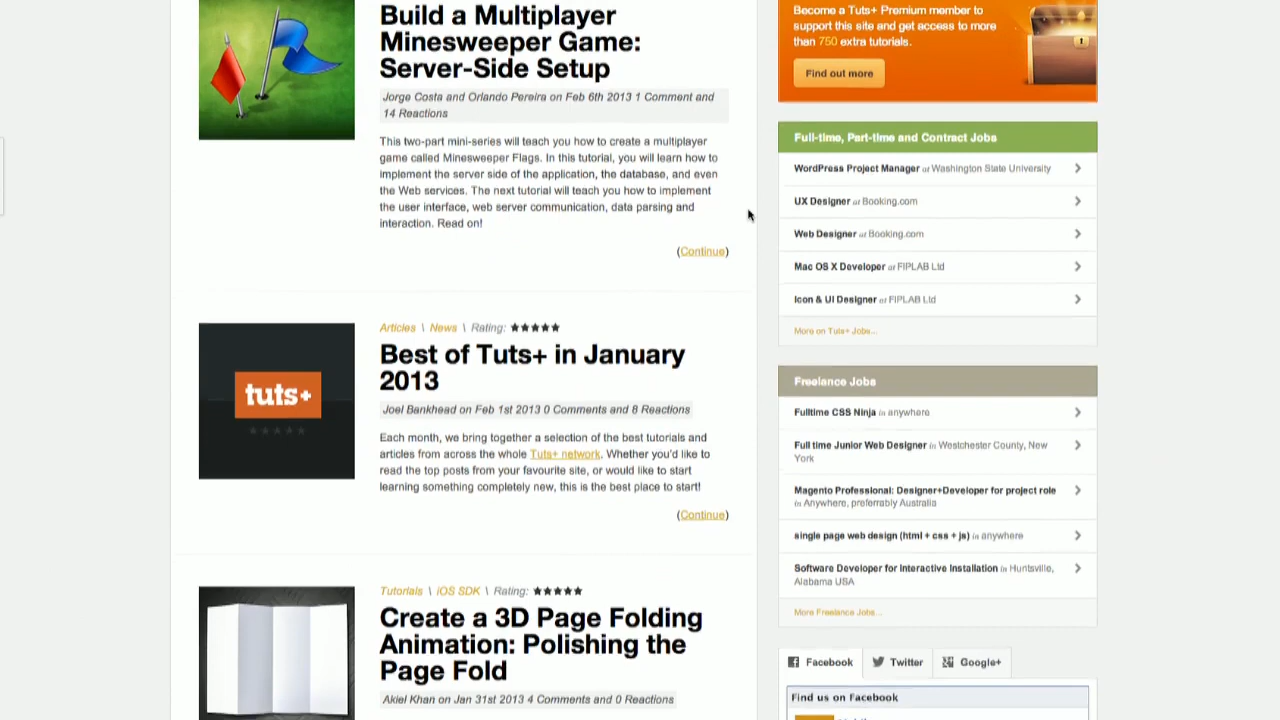 Build a Multiplayer
Minesweeper Game:
Server-Side Setup
Jorge Costa and Orlando Pereira on Feb 6th 2013 1 Comment and
14 Reactions
This two-part mini-series will teach you how to create a multiplayer
game called Minesweeper Flags. In this tutorial, you will learn how to
implement the server side of the application, the database, and even
the Web services. The next tutorial will teach you how to implement
the user interface, web server communication, data parsing and
interaction. Read on!
(Continue)
tuts+
Articles \ News \ Rating: ★★★★★
Best of Tuts+ in January
2013
Joel Bankhead on Feb 1st 2013 0 Comments and 8 Reactions
Each month, we bring together a selection of the best tutorials and
articles from across the whole Tuts+ network. Whether you'd like to
read the top posts from your favourite site, or would like to start
learning something completely new, this is the best place to start!
(Continue)
Tutorials \ iOS SDK \ Rating: ★★★★★
Create a 3D Page Folding
Animation: Polishing the
Page Fold
Akiel Khan on Jan 31st 2013 4 Comments and 0 Reactions
Become a Tuts+ Premium member to
support this site and get access to more
than 750 extra tutorials.
Find out more
Full-time, Part-time and Contract Jobs
WordPress Project Manager at Washington State University
UX Designer at Booking.com
Web Designer at Booking.com
Mac OS X Developer at FIPLAB Ltd
Icon & UI Designer at FIPLAB Ltd
More on Tuts+ Jobs...
Freelance Jobs
Fulltime CSS Ninja in anywhere
Full time Junior Web Designer in Westchester County, New
York
Magento Professional: Designer+Developer for project role
in Anywhere, preferrably Australia
single page web design (html + css + js) in anywhere
Software Developer for Interactive Installation in Huntsville,
Alabama USA
More Freelance Jobs...
Facebook
Twitter
Google+
Find us on Facebook